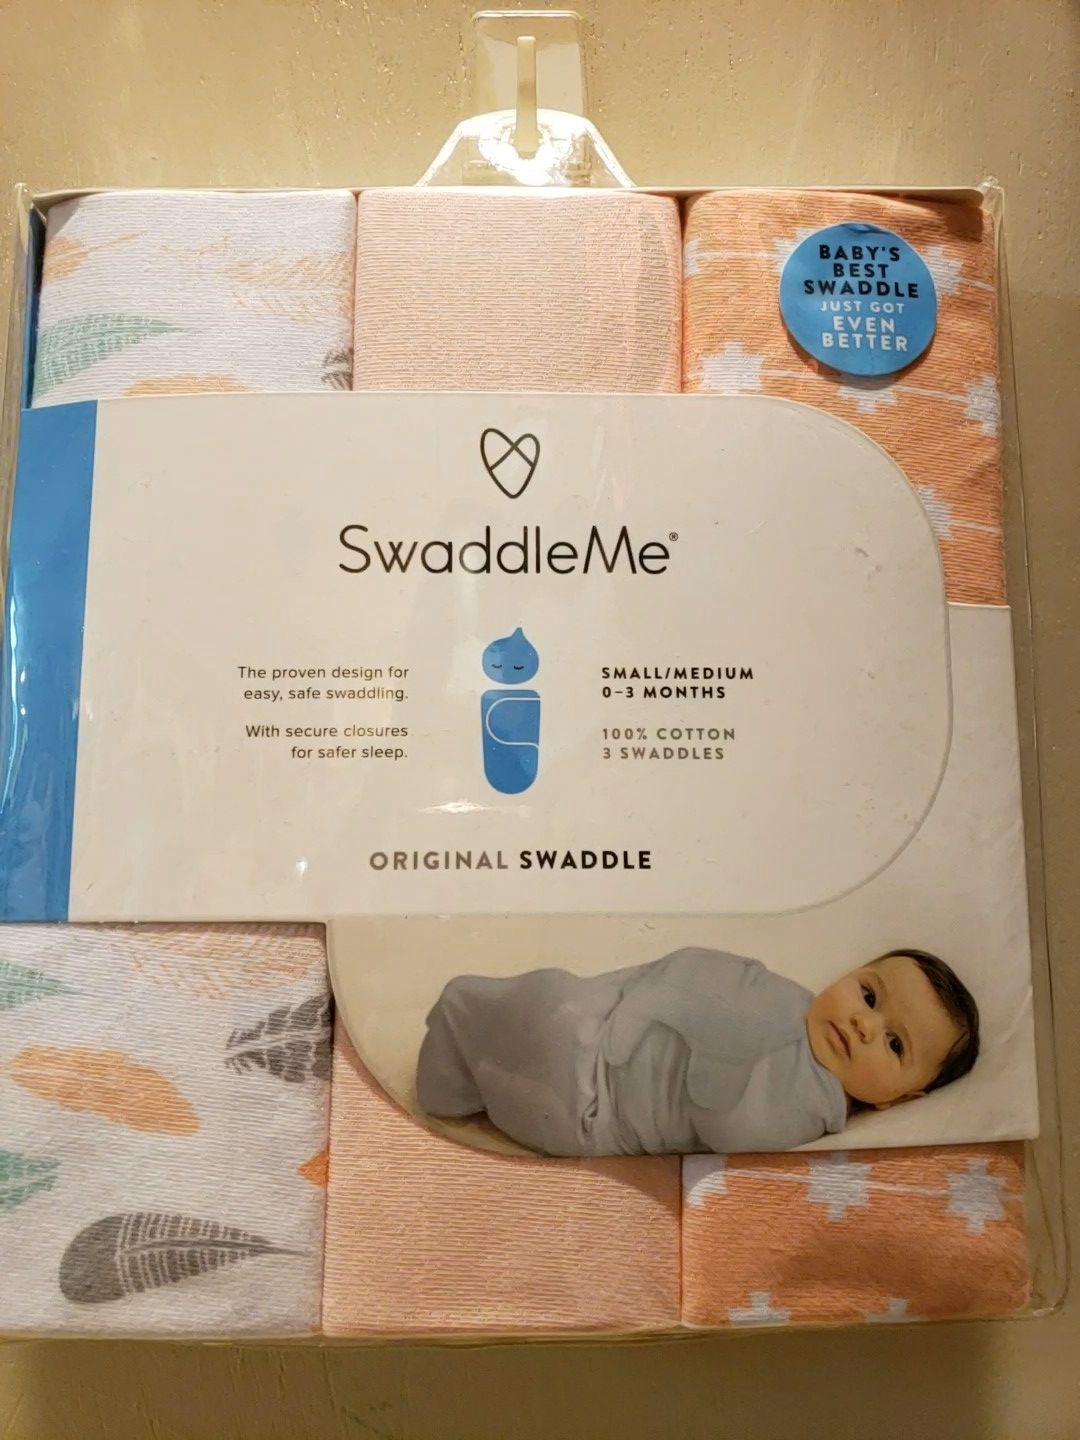 BABY'S
BEST
SWADDLE
JUST GOT
EVEN
BETTER
SwaddleMe®
The proven design for
easy, safe swaddling.
With secure closures
for safer sleep.
SMALL/MEDIUM
0–3 MONTHS
100% COTTON
3 SWADDLES
ORIGINAL SWADDLE